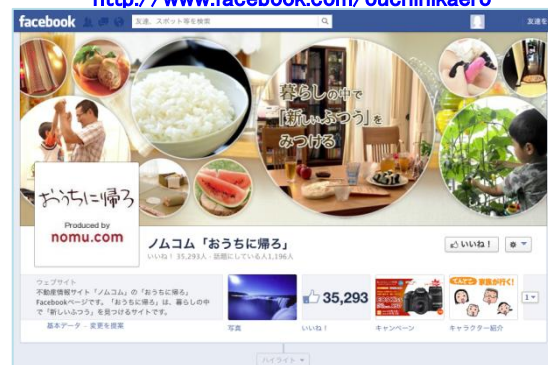 http://www.facebook.com/ouchinikaero
facebook
友達、スポット等を検索
友達を
暮らしの中で
「新しいふつう」を
みつける
おうちに帰ろ
Produced by
nomu.com
ノムコム「おうちに帰ろ」
いいね！ 35,293人・話題にしている人1,196人
いいね！
ウェブサイト
不動産情報サイト「ノムコム」の「おうちに帰ろ」
Facebookページです。「おうちに帰ろ」は、暮らしの中
で「新しいふつう」を見つけるサイトです。
基本データ - 変更を提案
写真
35,293
いいね！
キャンペーン
家族が行く!
キャラクター紹介
1
ハイライト